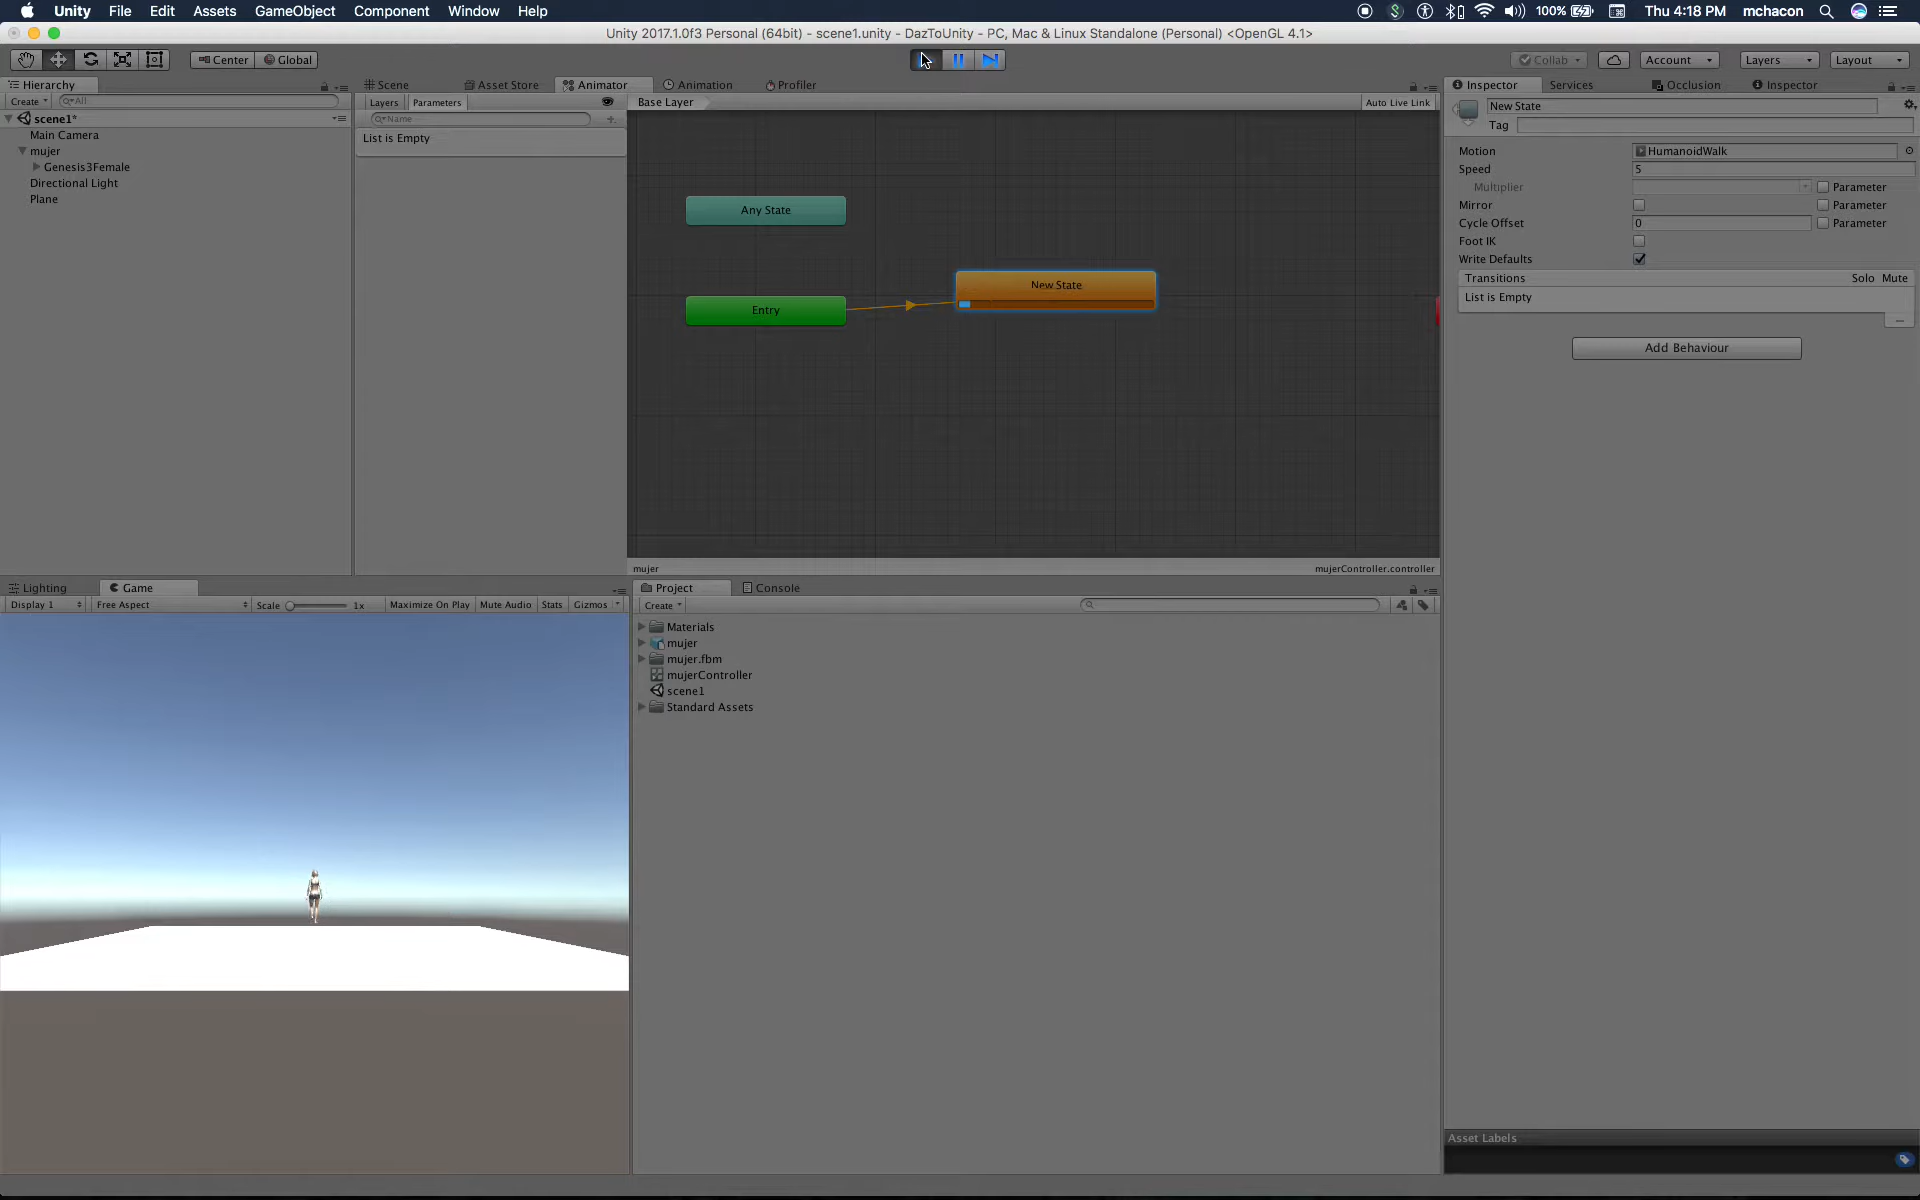 Unity File Edit Assets GameObject Component Window Help 100% Thu 4:18 PM mchacon
Unity 2017.1.0f3 Personal (64bit) - scene1.unity - DazToUnity - PC, Mac & Linux Standalone (Personal) <OpenGL 4.1>
Center Global Collab Account Layers Layout
Hierarchy Scene Asset Store Animator Animation Profiler Inspector Services Occlusion Inspector
Create All Layers Parameters Base Layer Auto Live Link New State
scene1* Name Tag
Main Camera List is Empty
mujer Motion HumanoidWalk
Genesis3Female Speed 5
Directional Light Multiplier Parameter
Plane Mirror Parameter
Any State Cycle Offset 0 Parameter
Foot IK
Write Defaults
New State Transitions Solo Mute
Entry List is Empty
Add Behaviour
mujer mujerController.controller
Lighting Game Project Console
Display 1 Free Aspect Scale 1x Maximize On Play Mute Audio Stats Gizmos Create
Materials
mujer
mujer.fbm
mujerController
scene1
Standard Assets
Asset Labels